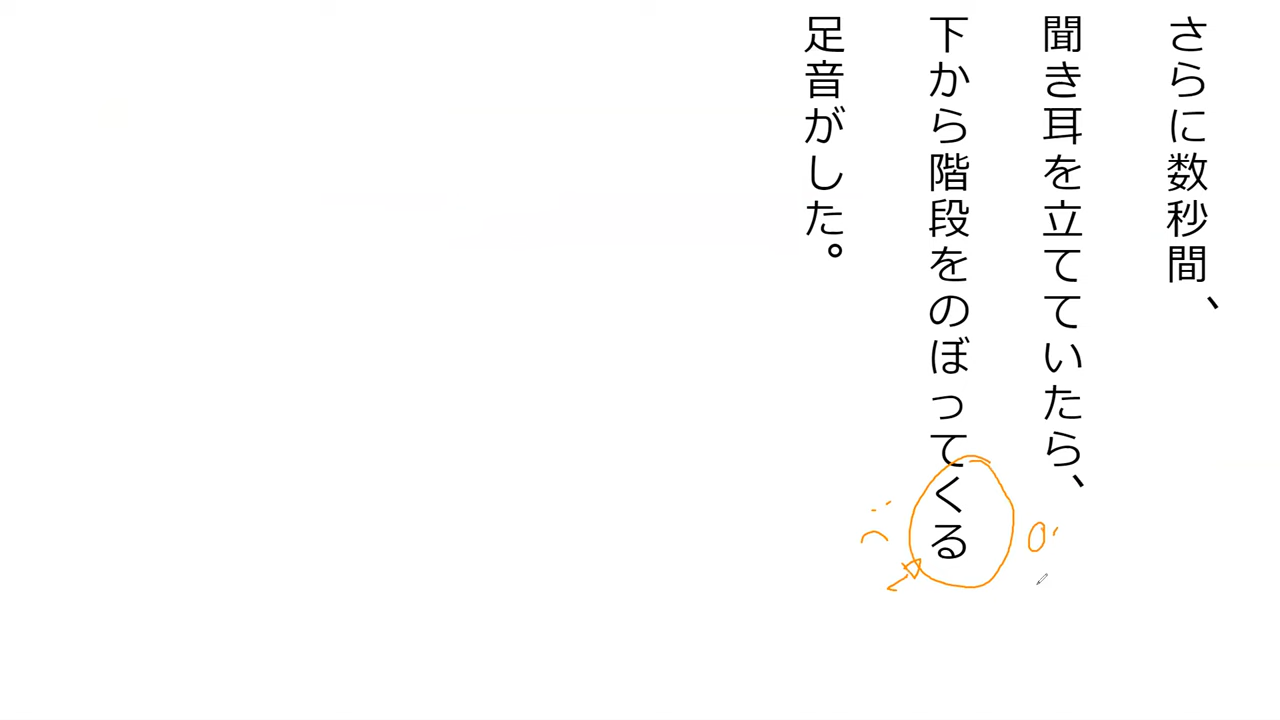 さらに数秒間、
聞き耳を立てていたら、
下から階段をのぼってくる
足音がした。